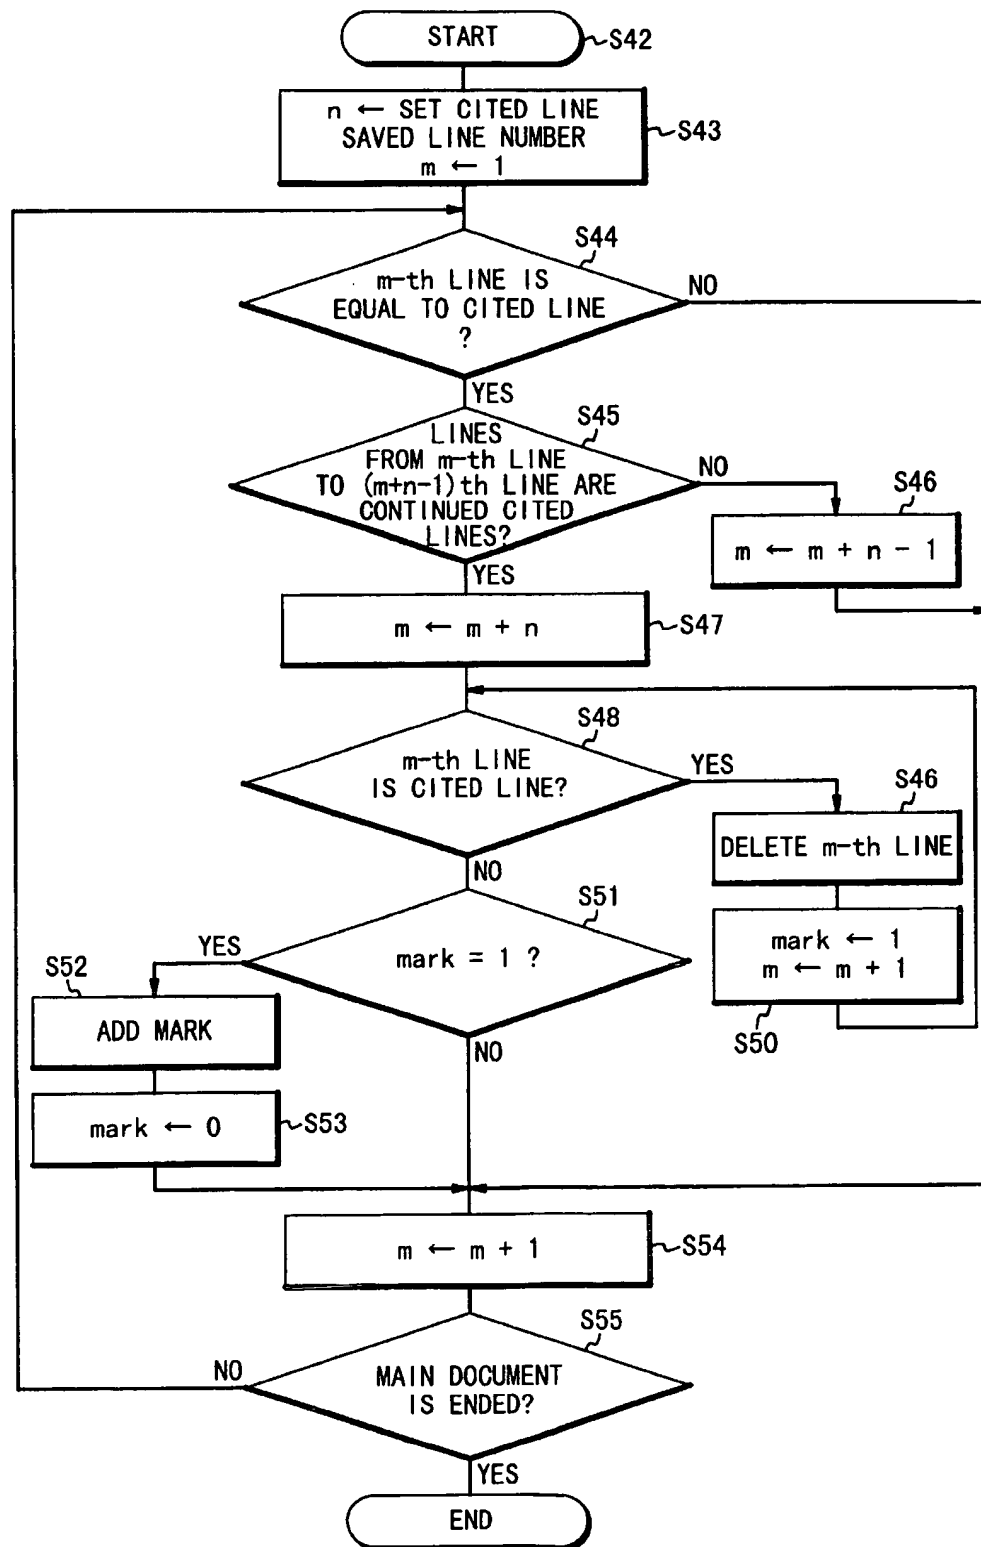 START
S42
n ← SET CITED LINE
SAVED LINE NUMBER
m ← 1
S43
S44
m-th LINE IS
EQUAL TO CITED LINE
?
NO
YES
S45
LINES
FROM m-th LINE
TO (m+n-1)th LINE ARE
CONTINUED CITED
LINES?
NO
YES
S46
m ← m + n - 1
m ← m + n
S47
S48
m-th LINE
IS CITED LINE?
YES
NO
S46
DELETE m-th LINE
mark ← 1
m ← m + 1
S50
S51
mark = 1 ?
YES
NO
S52
ADD MARK
mark ← 0
S53
m ← m + 1
S54
S55
MAIN DOCUMENT
IS ENDED?
NO
YES
END